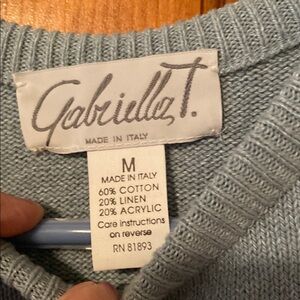 Gabriella T.
MADE IN ITALY
M
MADE IN ITALY
60% COTTON
20% LINEN
20% ACRYLIC
Care instructions
on reverse
RN 81893